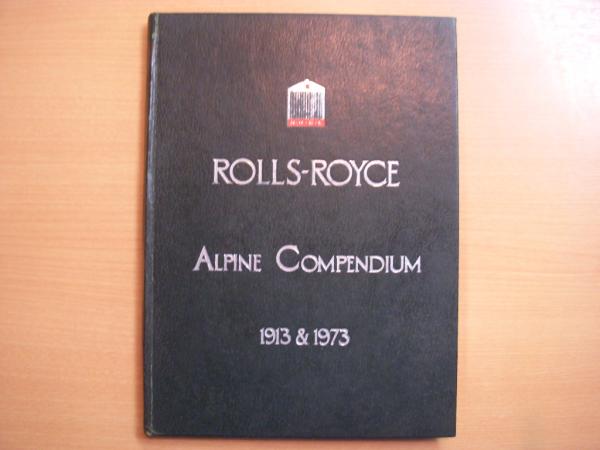 ROLLS-ROYCE
ALPINE COMPENDIUM
1913 & 1973